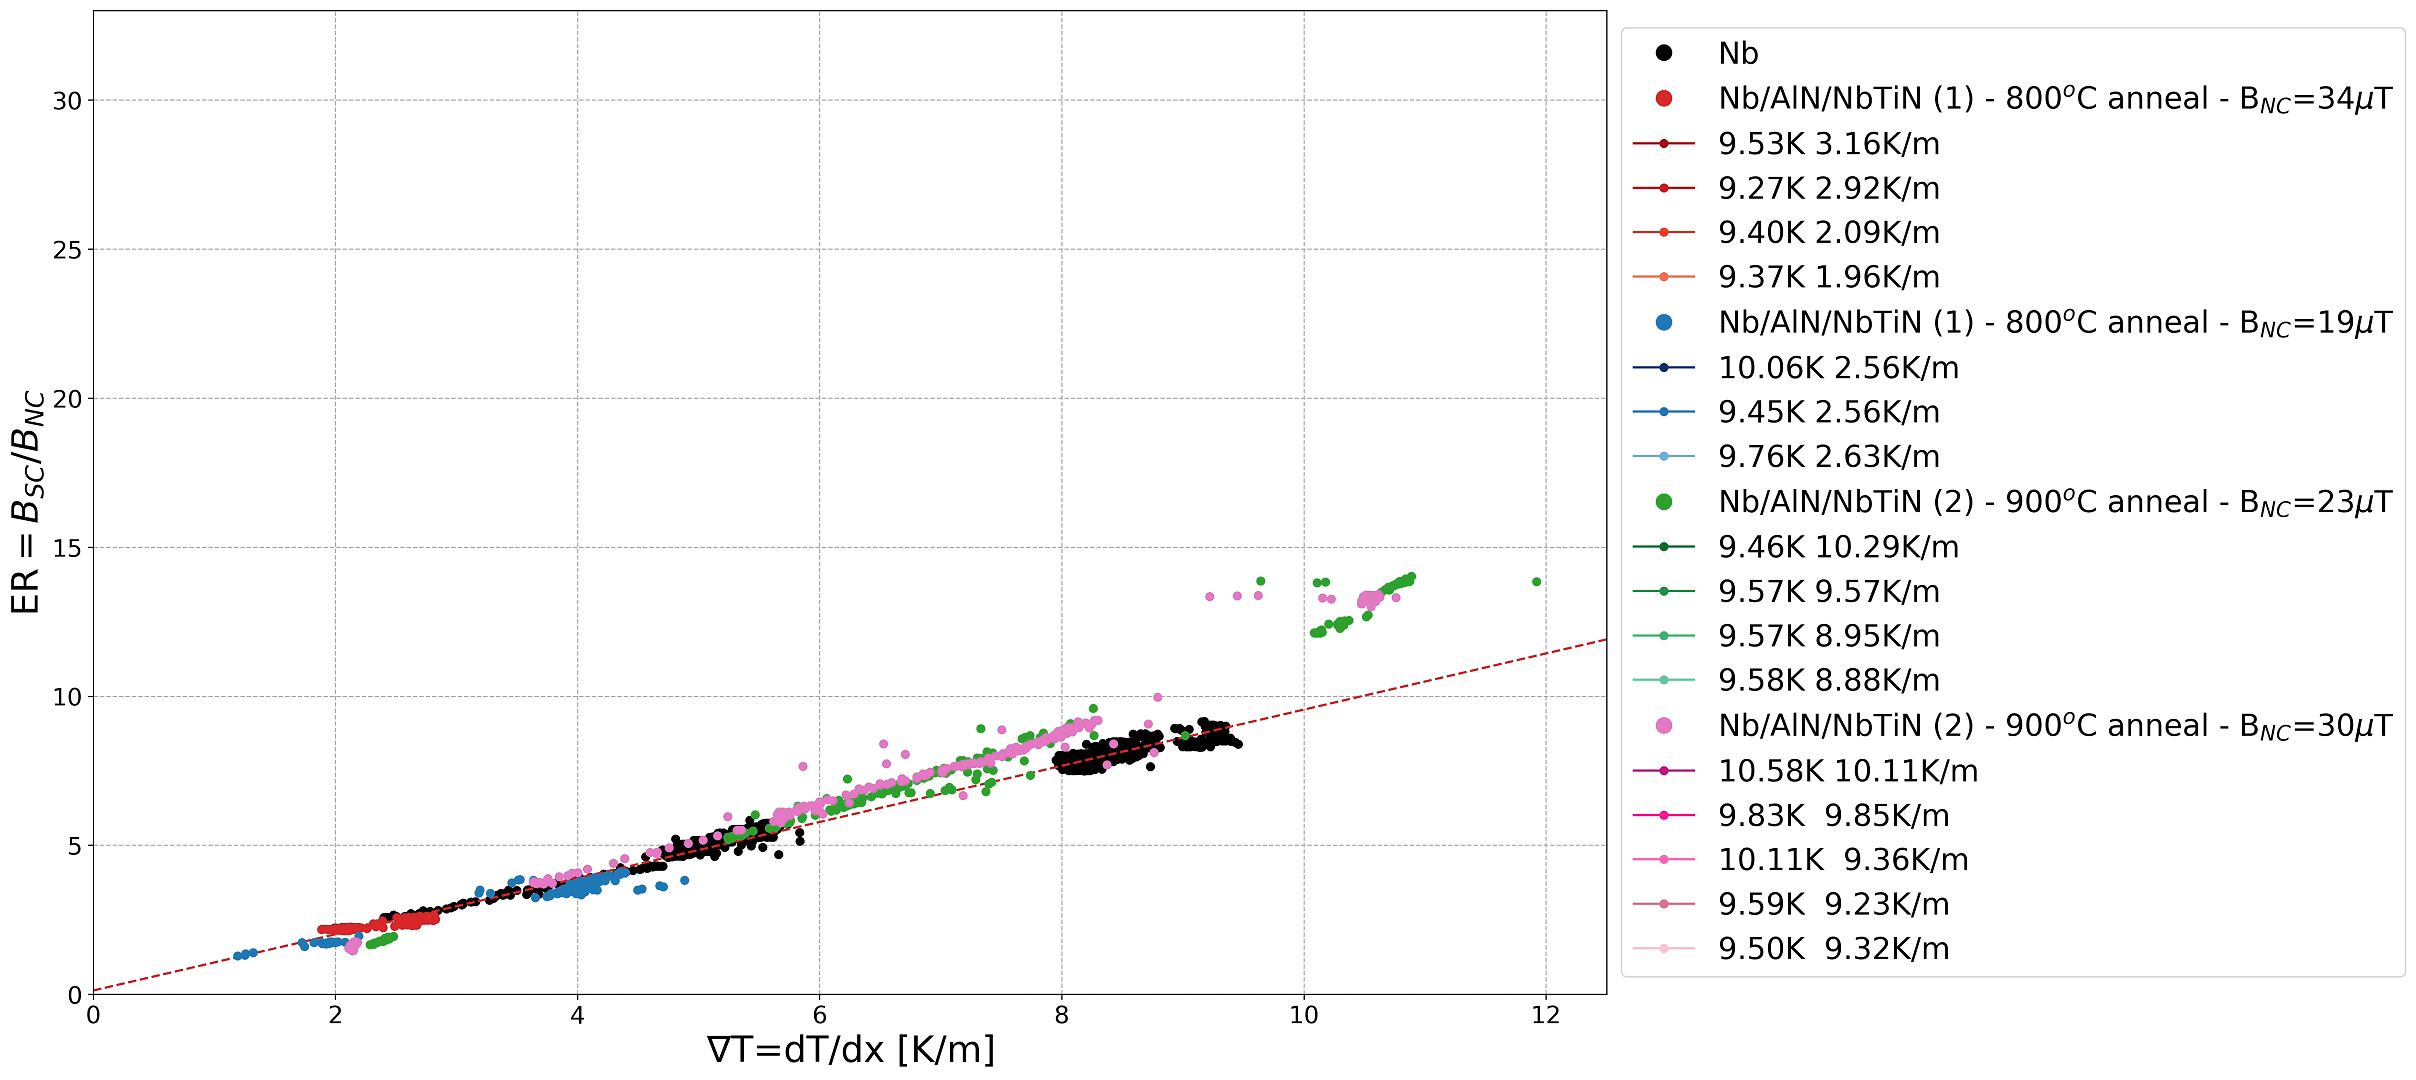 30
25
20
15
10
5
0
0 2 4 6 8 10 12
ER = B_SC/B_NC
∇T=dT/dx [K/m]
Nb
Nb/AlN/NbTiN (1) - 800°C anneal - B_NC=34μT
9.53K 3.16K/m
9.27K 2.92K/m
9.40K 2.09K/m
9.37K 1.96K/m
Nb/AlN/NbTiN (1) - 800°C anneal - B_NC=19μT
10.06K 2.56K/m
9.45K 2.56K/m
9.76K 2.63K/m
Nb/AlN/NbTiN (2) - 900°C anneal - B_NC=23μT
9.46K 10.29K/m
9.57K 9.57K/m
9.57K 8.95K/m
9.58K 8.88K/m
Nb/AlN/NbTiN (2) - 900°C anneal - B_NC=30μT
10.58K 10.11K/m
9.83K  9.85K/m
10.11K  9.36K/m
9.59K  9.23K/m
9.50K  9.32K/m